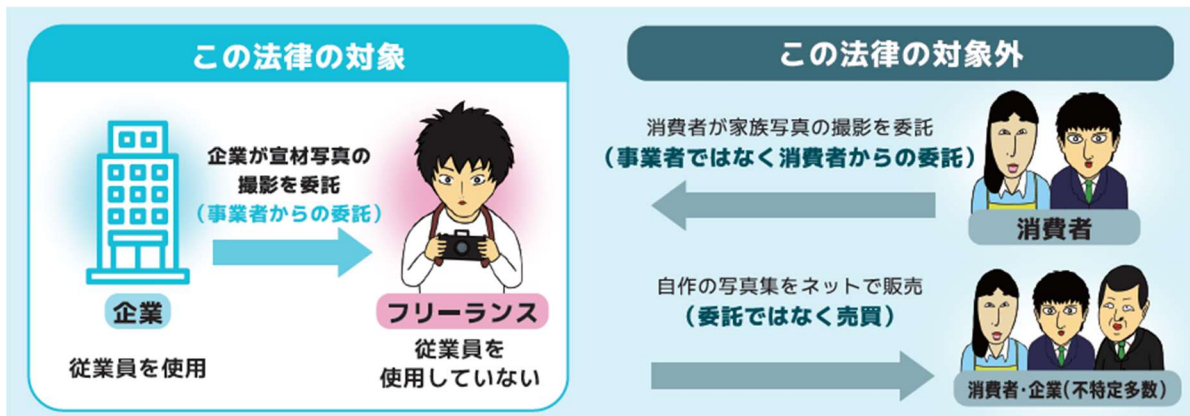 この法律の対象
企業が宣材写真の
撮影を委託
（事業者からの委託）
企業
従業員を使用
フリーランス
従業員を
使用していない
この法律の対象外
消費者が家族写真の撮影を委託
（事業者ではなく消費者からの委託）
消費者
自作の写真集をネットで販売
（委託ではなく売買）
消費者・企業（不特定多数）